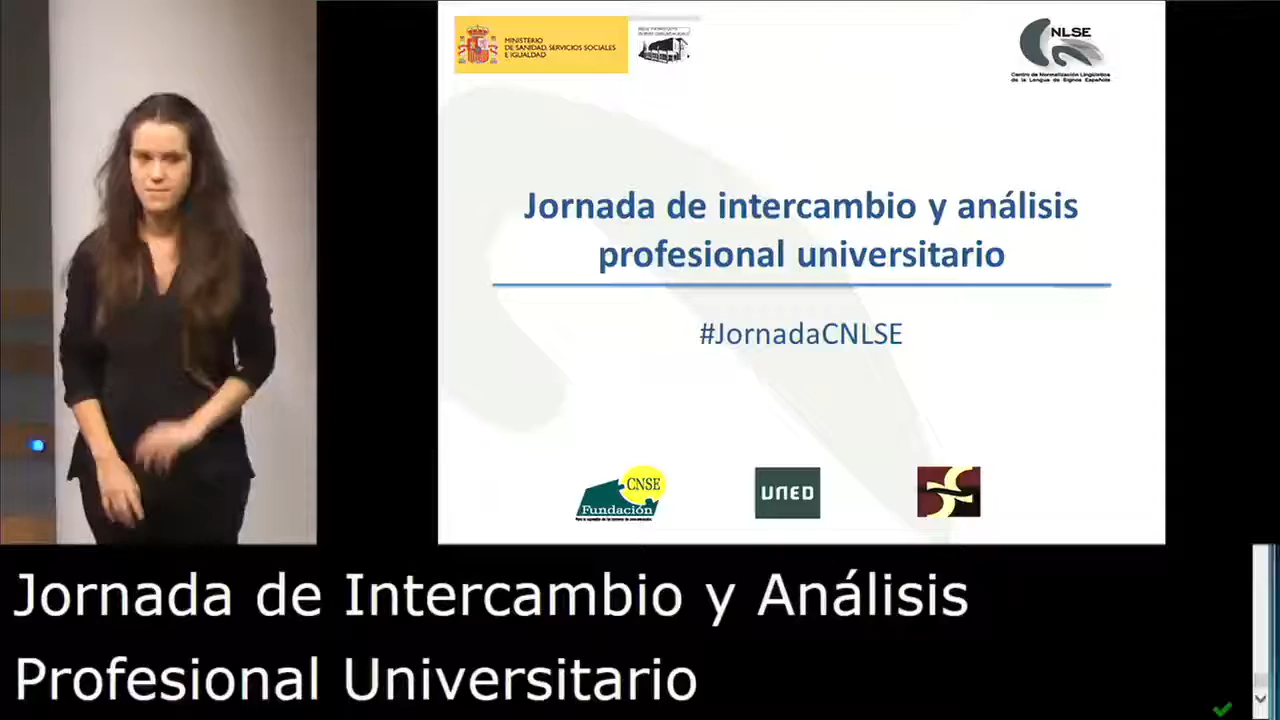 MINISTERIO
DE SANIDAD, SERVICIOS SOCIALES
E IGUALDAD
CNLSE
Centro de Normalización Lingüística
de la Lengua de Signos Española
Jornada de intercambio y análisis
profesional universitario
#JornadaCNLSE
CNSE
Fundación
UNED
Jornada de Intercambio y Análisis
Profesional Universitario